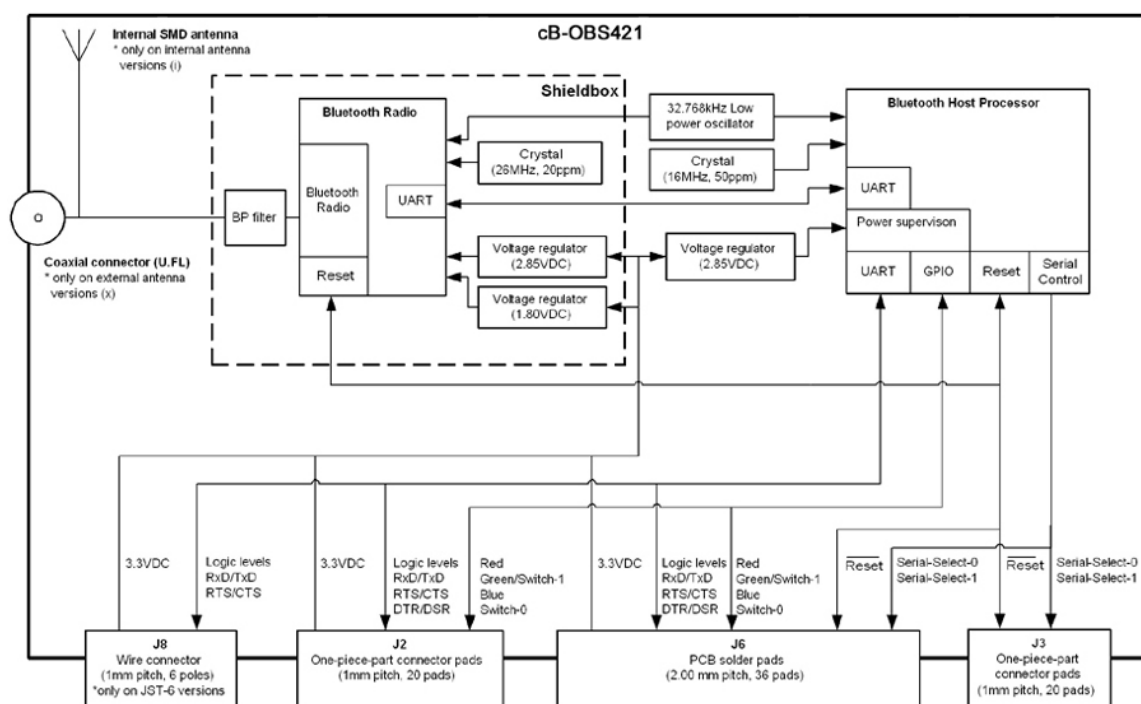 cB-OBS421
Internal SMD antenna
* only on internal antenna
versions (i)
Shieldbox
Bluetooth Radio
Bluetooth Host Processor
32.768kHz Low
power oscillator
Crystal
(26MHz, 20ppm)
Crystal
(16MHz, 50ppm)
Bluetooth
Radio
UART
UART
BP filter
Power supervison
Coaxial connector (U.FL)
* only on external antenna
versions (x)
Reset
Voltage regulator
(2.85VDC)
Voltage regulator
(2.85VDC)
Voltage regulator
(1.80VDC)
UART
GPIO
Reset
Serial
Control
3.3VDC
Logic levels
RxD/TxD
RTS/CTS
3.3VDC
Logic levels
RxD/TxD
RTS/CTS
DTR/DSR
Red
Green/Switch-1
Blue
Switch-0
3.3VDC
Logic levels
RxD/TxD
RTS/CTS
DTR/DSR
Red
Green/Switch-1
Blue
Switch-0
Reset
Serial-Select-0
Serial-Select-1
Reset
Serial-Select-0
Serial-Select-1
J8
Wire connector
(1mm pitch, 6 poles)
*only on JST-6 versions
J2
One-piece-part connector pads
(1mm pitch, 20 pads)
J6
PCB solder pads
(2.00 mm pitch, 36 pads)
J3
One-piece-part
connector pads
(1mm pitch, 20 pads)